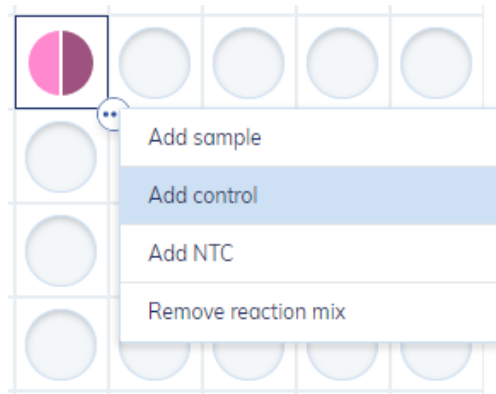 Add sample
Add control
Add NTC
Remove reaction mix